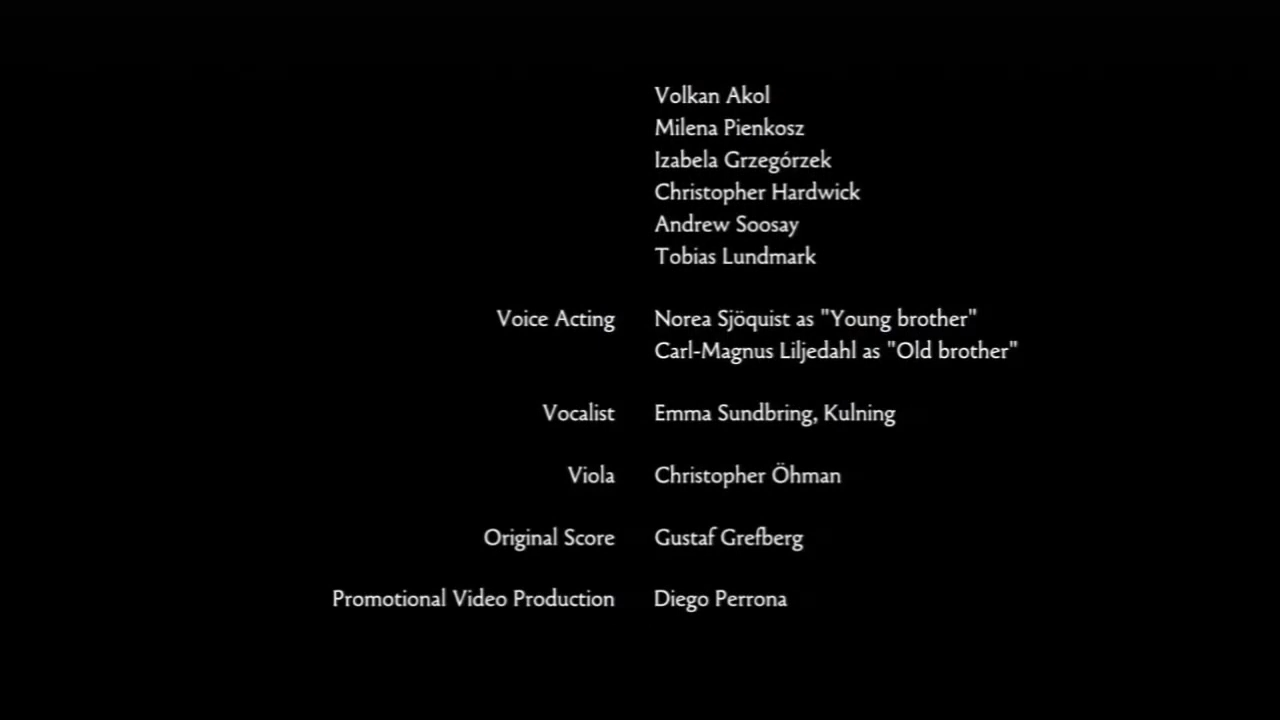 Volkan Akol
Milena Pienkosz
Izabela Grzegórzek
Christopher Hardwick
Andrew Soosay
Tobias Lundmark
Voice Acting Norea Sjöquist as "Young brother"
Carl-Magnus Liljedahl as "Old brother"
Vocalist Emma Sundbring, Kulning
Viola Christopher Öhman
Original Score Gustaf Grefberg
Promotional Video Production Diego Perrona